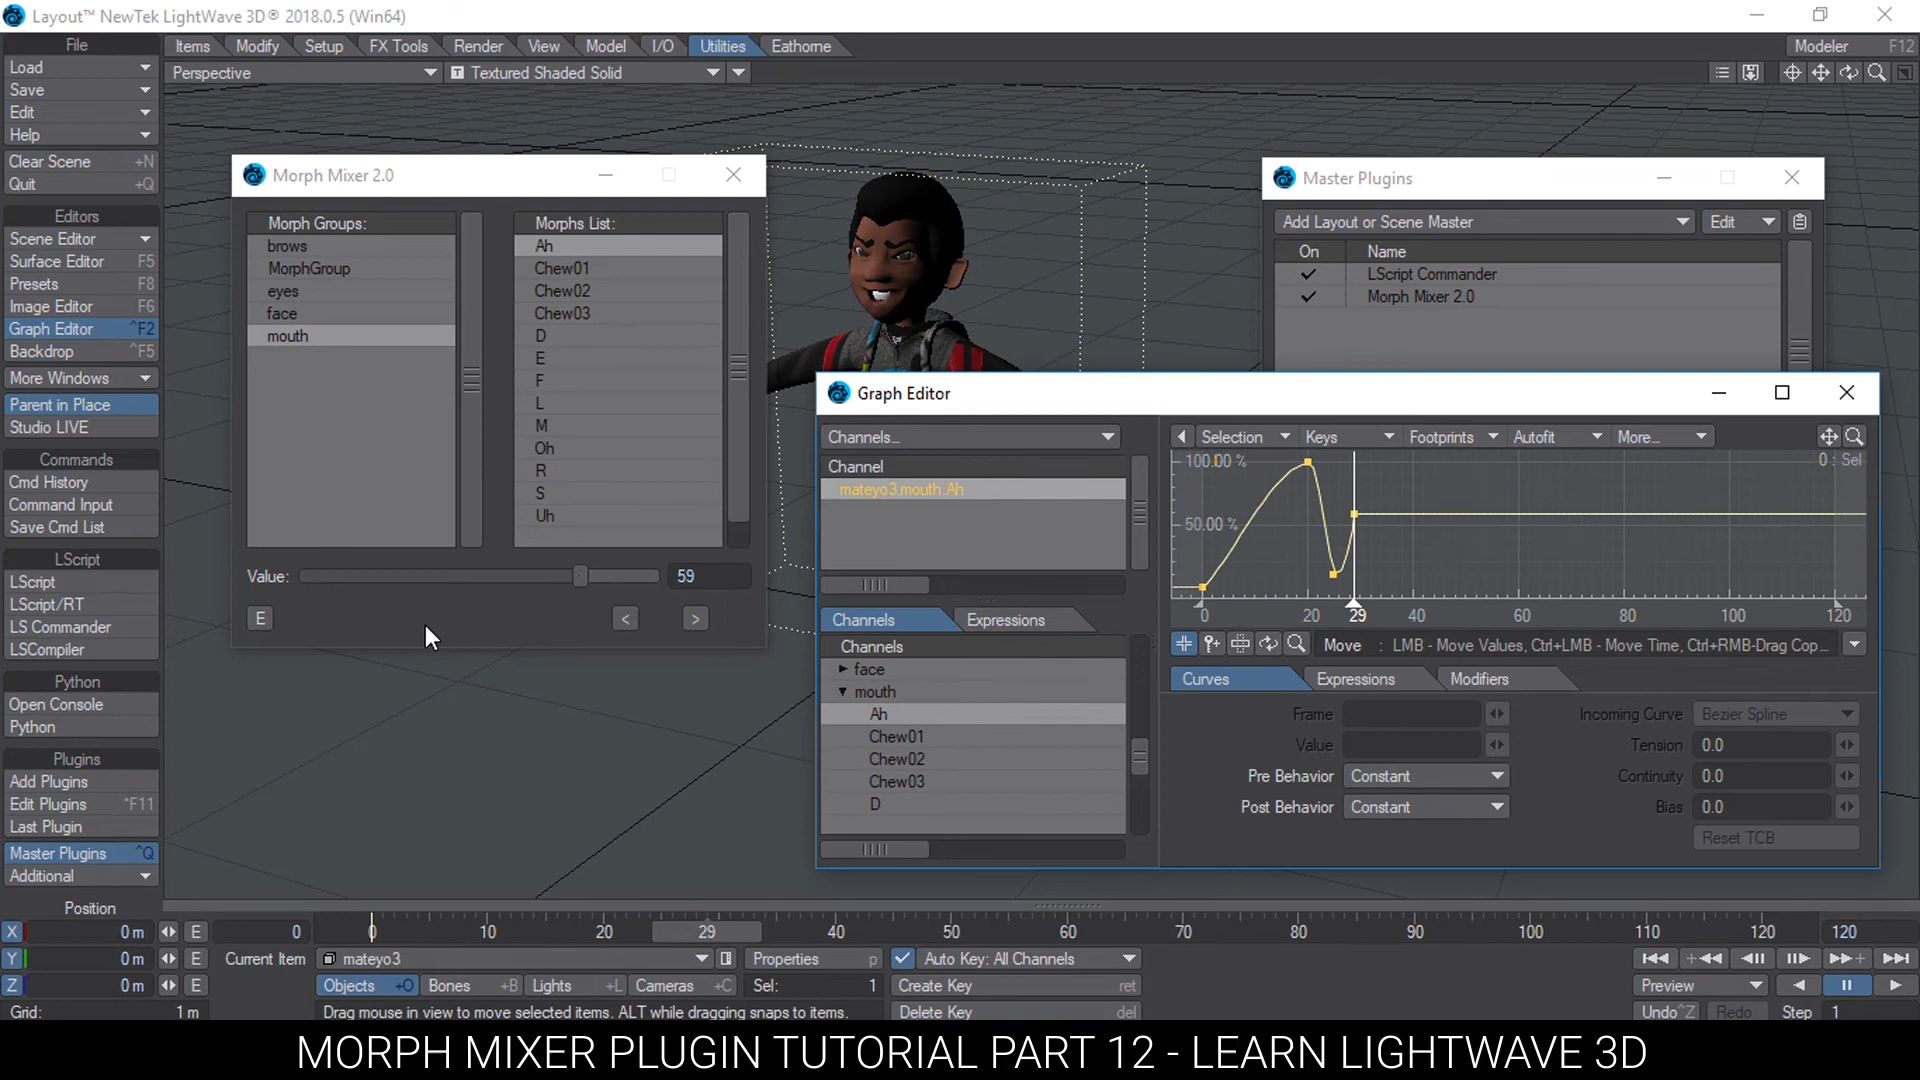 Layout™ NewTek LightWave 3D® 2018.0.5 (Win64)
File
Items Modify Setup FX Tools Render View Model I/O Utilities Eathorne
Modeler F12
Load
Perspective
T Textured Shaded Solid
Save
Edit
Help
Clear Scene +N
Quit +Q
Editors
Scene Editor
Surface Editor F5
Presets F8
Image Editor F6
Graph Editor ^F2
Backdrop ^F5
More Windows
Parent in Place
Studio LIVE
Commands
Cmd History
Command Input
Save Cmd List
LScript
LScript
LScript/RT
LS Commander
LSCompiler
Python
Open Console
Python
Plugins
Add Plugins
Edit Plugins
Last Plugin
Master Plugins ^Q
Additional
Morph Mixer 2.0
Morph Groups:
brows
MorphGroup
eyes
face
mouth
Morphs List:
Ah
Chew01
Chew02
Chew03
D
E
F
L
M
Oh
R
S
Uh
Value: 59
E < >
Master Plugins
Add Layout or Scene Master Edit
On Name
LScript Commander
Morph Mixer 2.0
Graph Editor
Channels...
Channel
mateyo3.mouth.Ah
Channels Expressions
Channels
face
mouth
Ah
Chew01
Chew02
Chew03
D
Selection Keys Footprints Autofit More...
100.00 % 0 : Sel
50.00 %
0 20 29 40 60 80 100 120
Move : LMB - Move Values, Ctrl+LMB - Move Time, Ctrl+RMB-Drag Cop...
Curves Expressions Modifiers
Frame
Incoming Curve Bezier Spline
Value
Tension 0.0
Pre Behavior Constant
Continuity 0.0
Post Behavior Constant
Bias 0.0
Reset TCB
Position
X 0 m E 0 0 10 20 29 40 50 60 70 80 90 100 110 120 120
Y 0 m E Current Item mateyo3 Properties p Auto Key: All Channels
Z 0 m E Objects +O Bones +B Lights +L Cameras +C Sel: 1 Create Key ret Preview
Grid: 1 m Drag mouse in view to move selected items. ALT while dragging snaps to items. Delete Key del Undo ^Z Redo Step 1
MORPH MIXER PLUGIN TUTORIAL PART 12 - LEARN LIGHTWAVE 3D